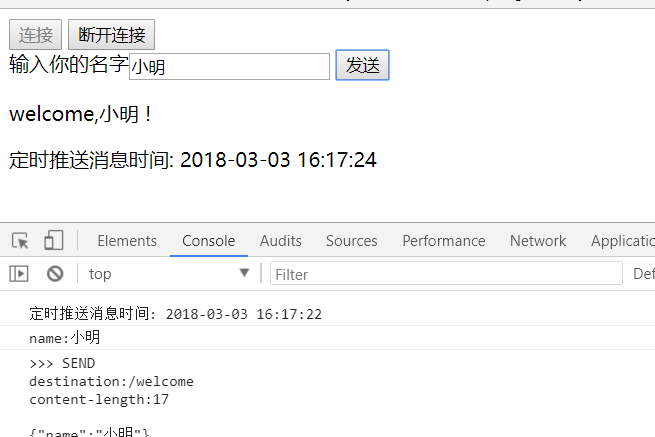 连接 断开连接
输入你的名字 小明 发送
welcome,小明！
定时推送消息时间: 2018-03-03 16:17:24
Elements Console Audits Sources Performance Network Applicatio
top Filter Def
定时推送消息时间: 2018-03-03 16:17:22
name:小明
>>> SEND
destination:/welcome
content-length:17
{"name":"小明"}